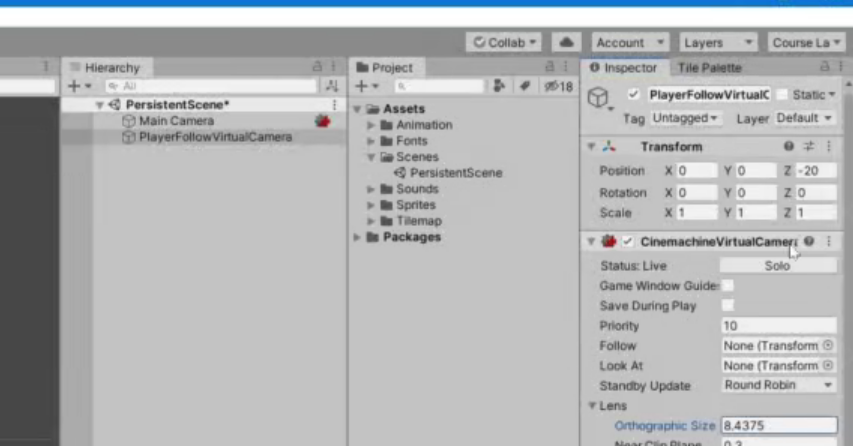 Collab Account Layers Course La
Hierarchy
All
PersistentScene*
Main Camera
PlayerFollowVirtualCamera
Project
18
Assets
Animation
Fonts
Scenes
PersistentScene
Sounds
Sprites
Tilemap
Packages
Inspector Tile Palette
PlayerFollowVirtualC Static
Tag Untagged Layer Default
Transform
Position X 0 Y 0 Z -20
Rotation X 0 Y 0 Z 0
Scale X 1 Y 1 Z 1
CinemachineVirtualCamer
Status: Live Solo
Game Window Guides
Save During Play
Priority 10
Follow None (Transform
Look At None (Transform
Standby Update Round Robin
Lens
Orthographic Size 8.4375
Near Clip Plane 0.3